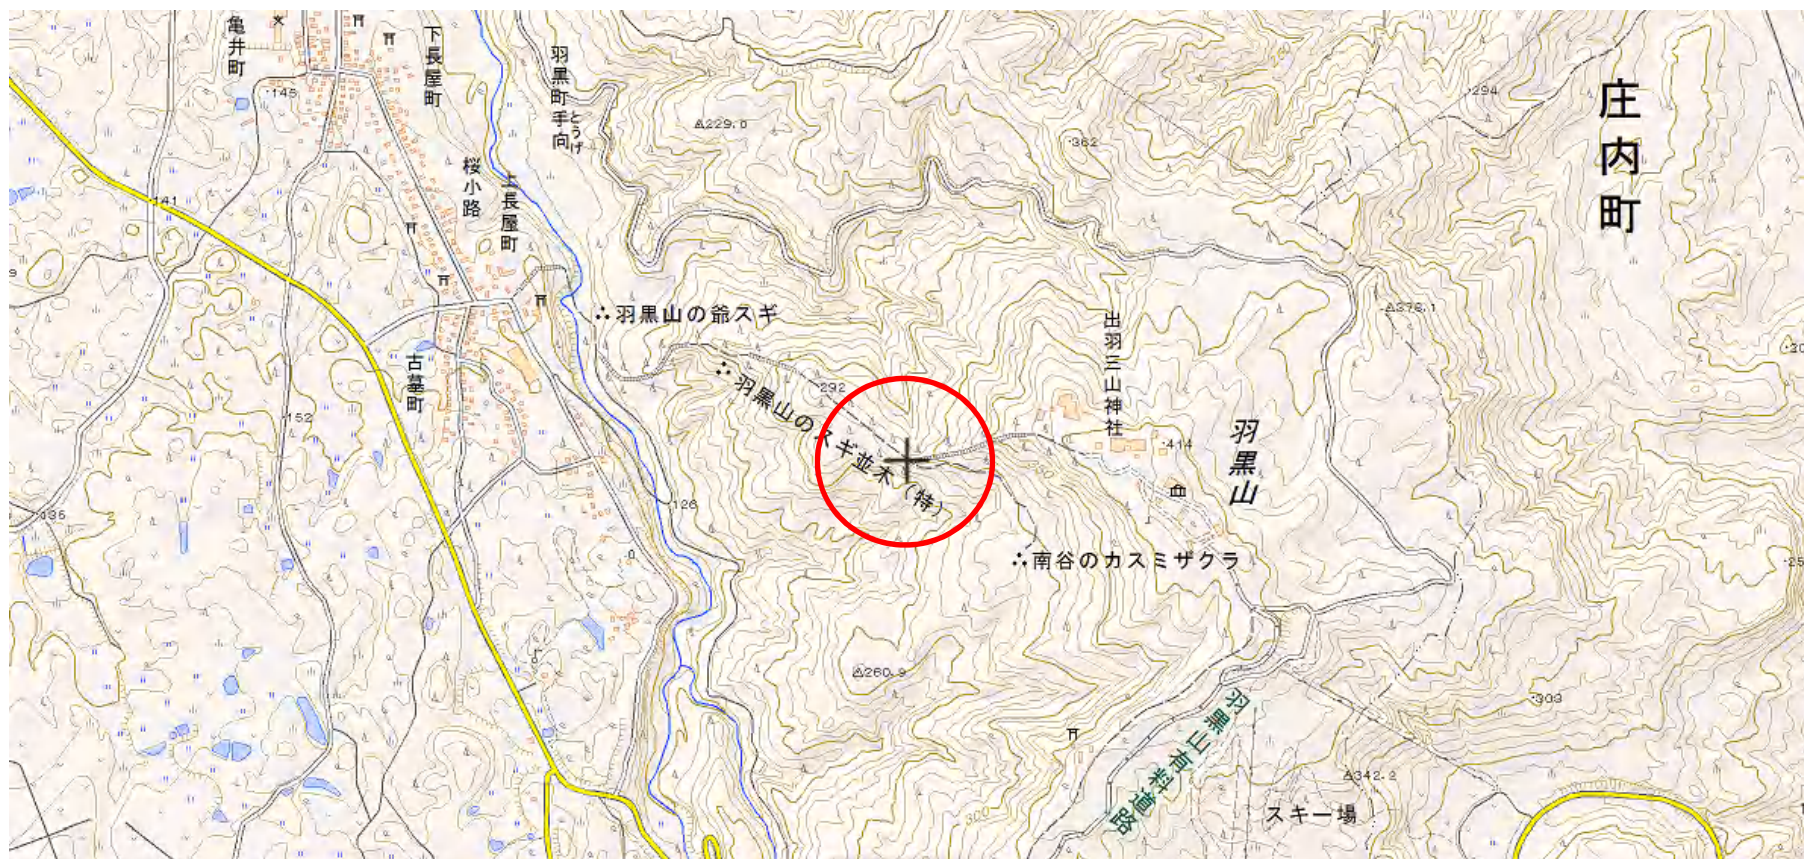 亀井町
下長屋町
羽黒町手向
とうげ
庄内町
145
229.0
294
362
桜小路
上長屋町
141
羽黒山の爺スギ
378.1
出羽三山神社
古墓町
292
羽黒山のスギ並木（特）
152
414
羽黒山
350
126
135
南谷のカスミザクラ
260.9
303
羽黒山有料道路
342.2
300
スキー場